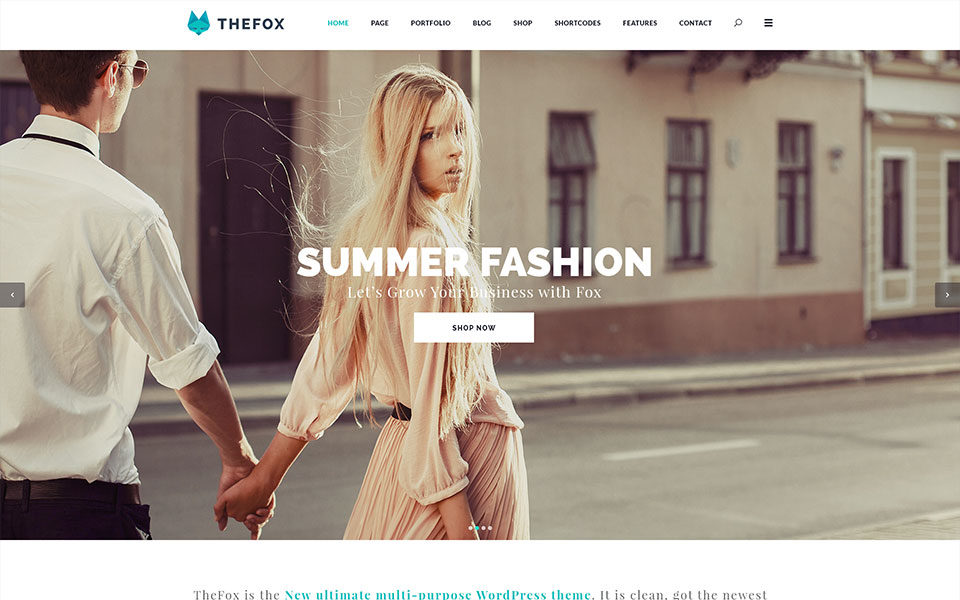 THEFOX
HOME PAGE PORTFOLIO BLOG SHOP SHORTCODES FEATURES CONTACT
SUMMER FASHION
Let's Grow Your Business with Fox
SHOP NOW
TheFox is the New ultimate multi-purpose WordPress theme. It is clean, got the newest